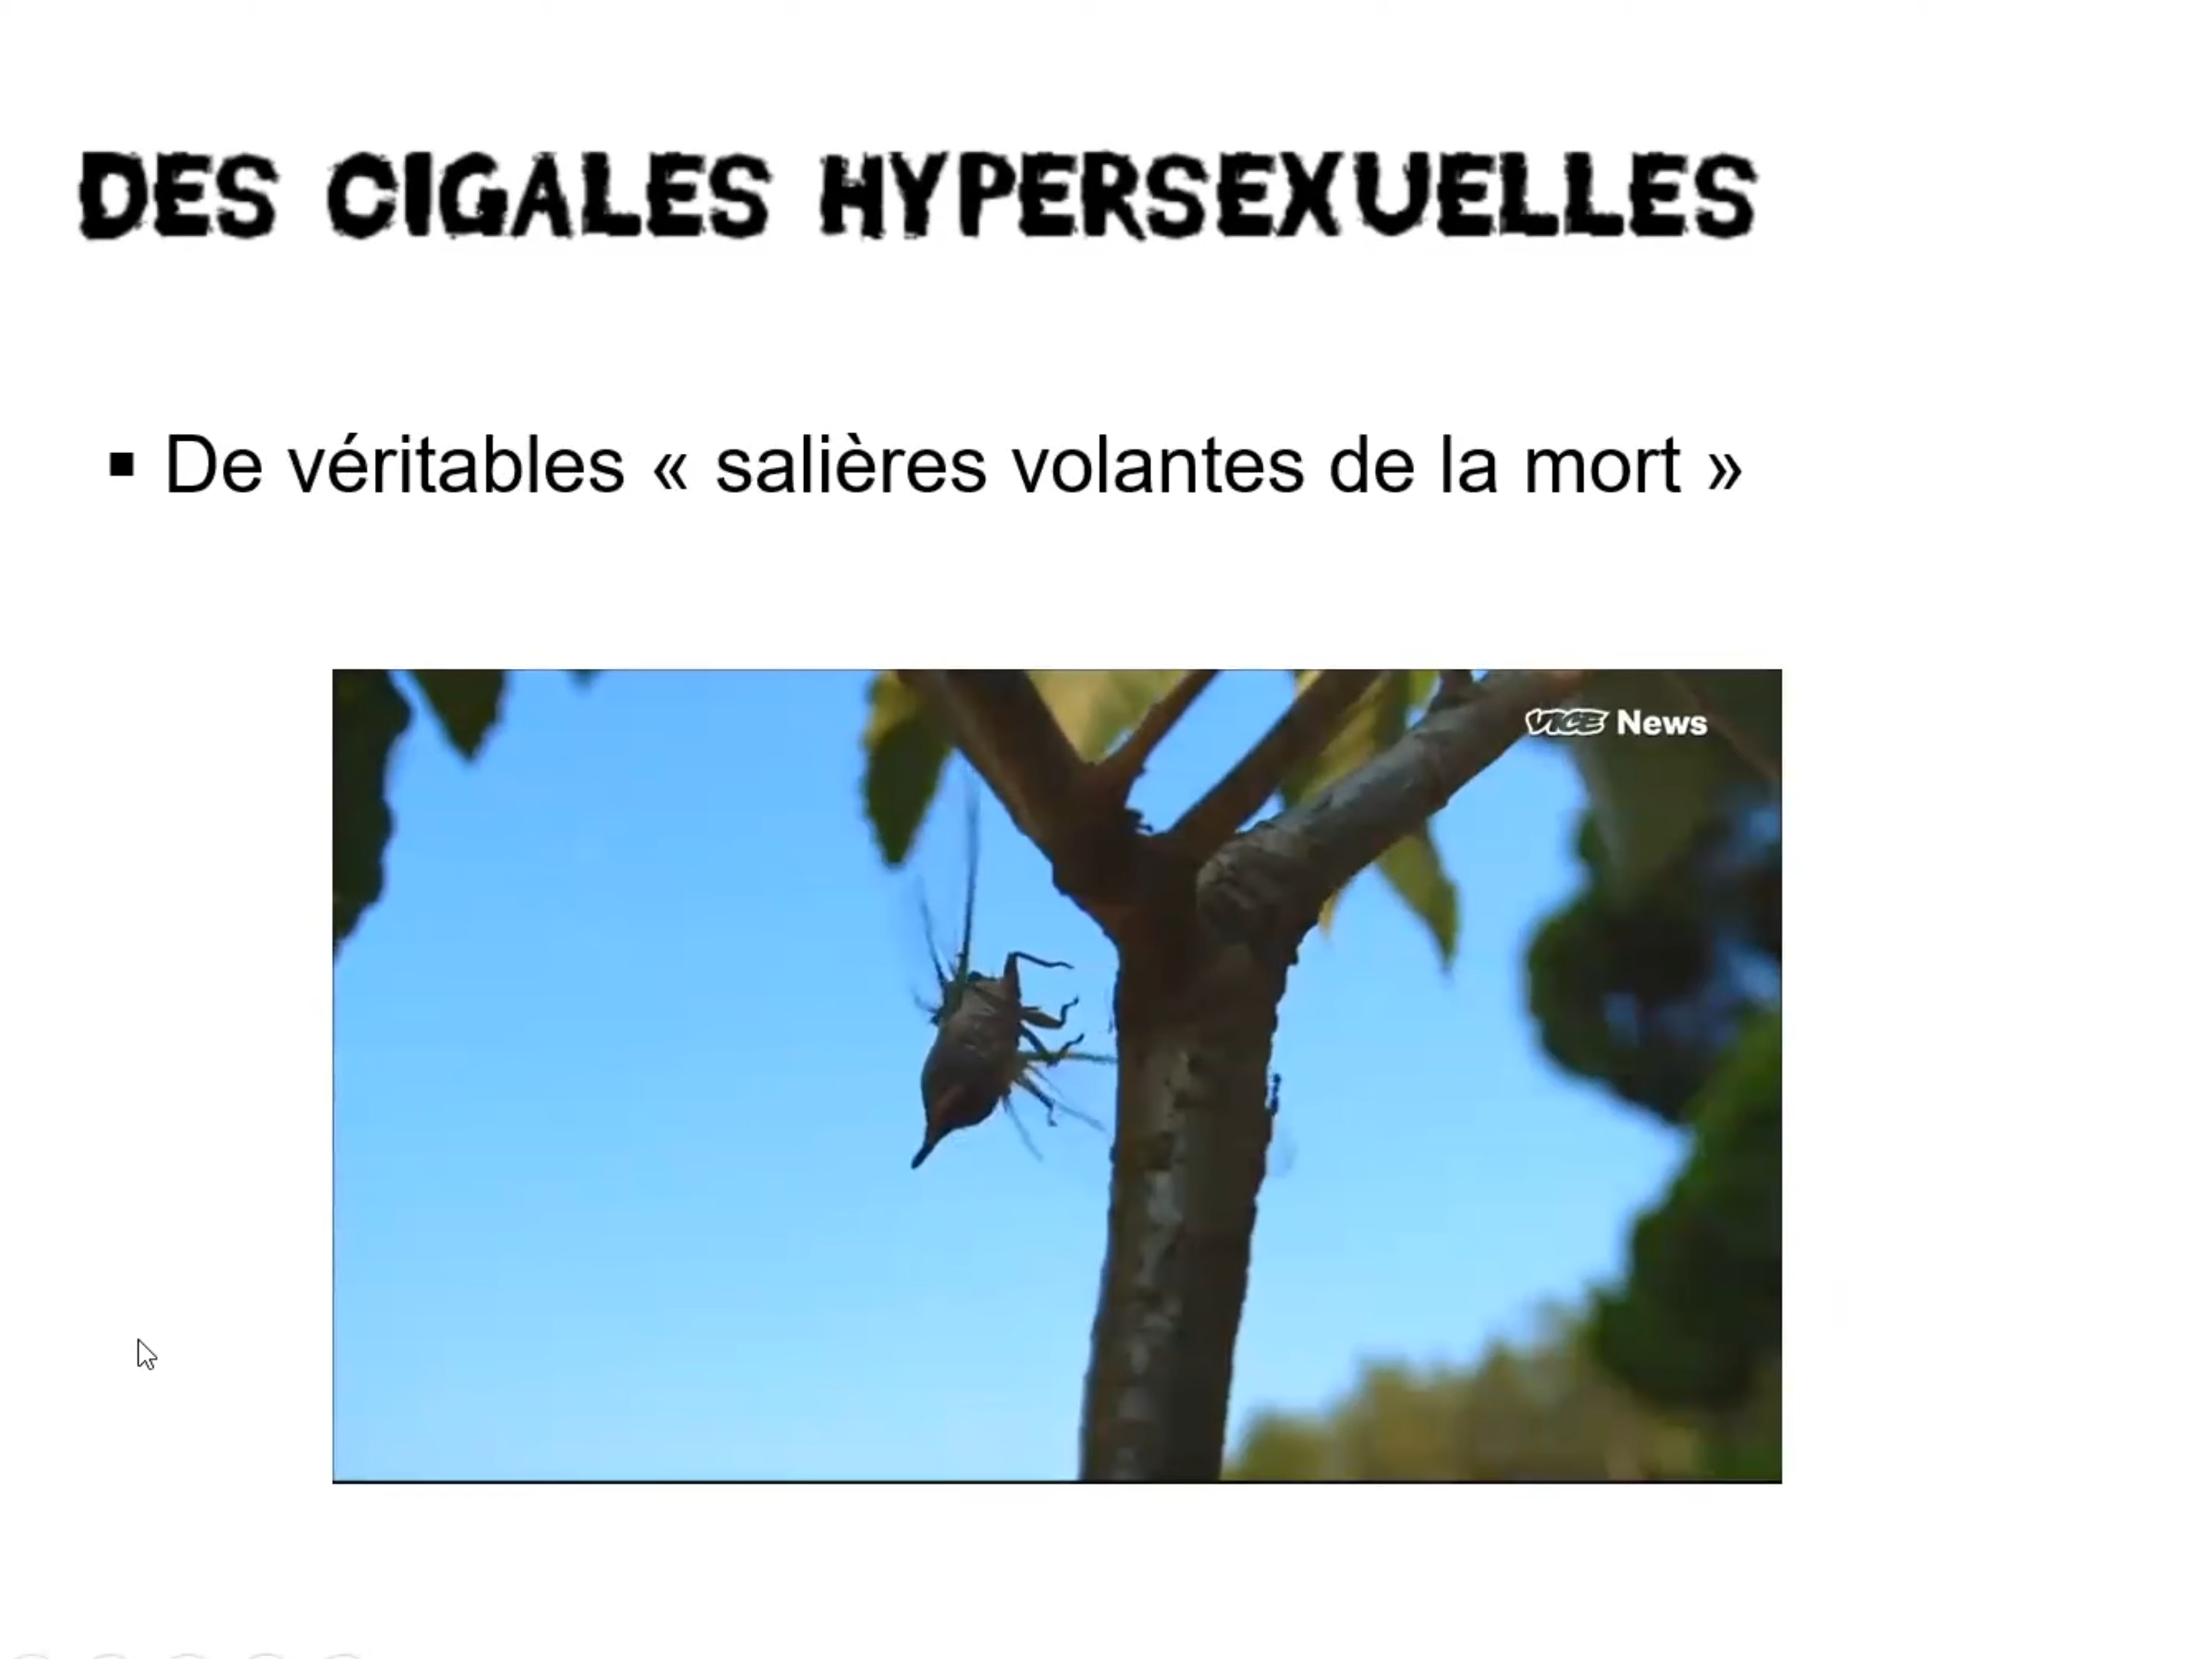 DES CIGALES HYPERSEXUELLES
▪ De véritables « salières volantes de la mort »
VICE News